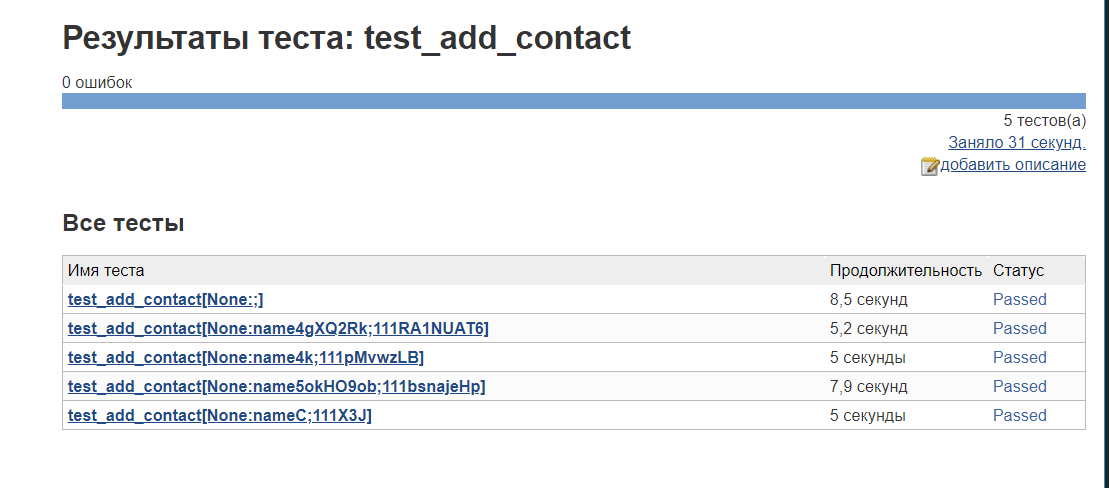 Результаты теста: test_add_contact
0 ошибок
5 тестов(а)
Заняло 31 секунд.
добавить описание
Все тесты
Имя теста Продолжительность Статус
test_add_contact[None:;] 8,5 секунд Passed
test_add_contact[None:name4gXQ2Rk;111RA1NUAT6] 5,2 секунд Passed
test_add_contact[None:name4k;111pMvwzLB] 5 секунды Passed
test_add_contact[None:name5okHO9ob;111bsnajeHp] 7,9 секунд Passed
test_add_contact[None:nameC;111X3J] 5 секунды Passed